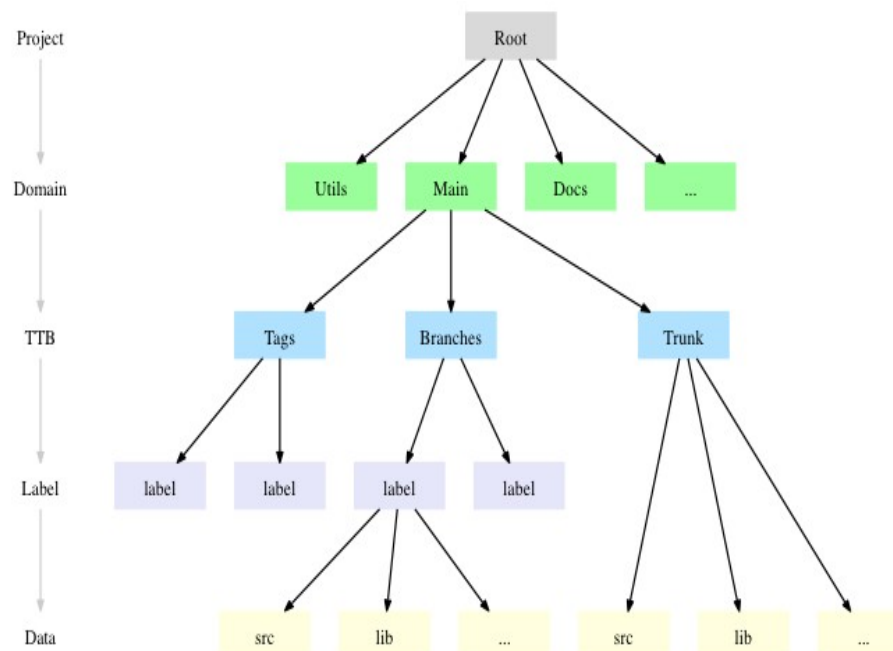 Project Root
Domain Utils Main Docs ...
TTB Tags Branches Trunk
Label label label label label
Data src lib ... src lib ...